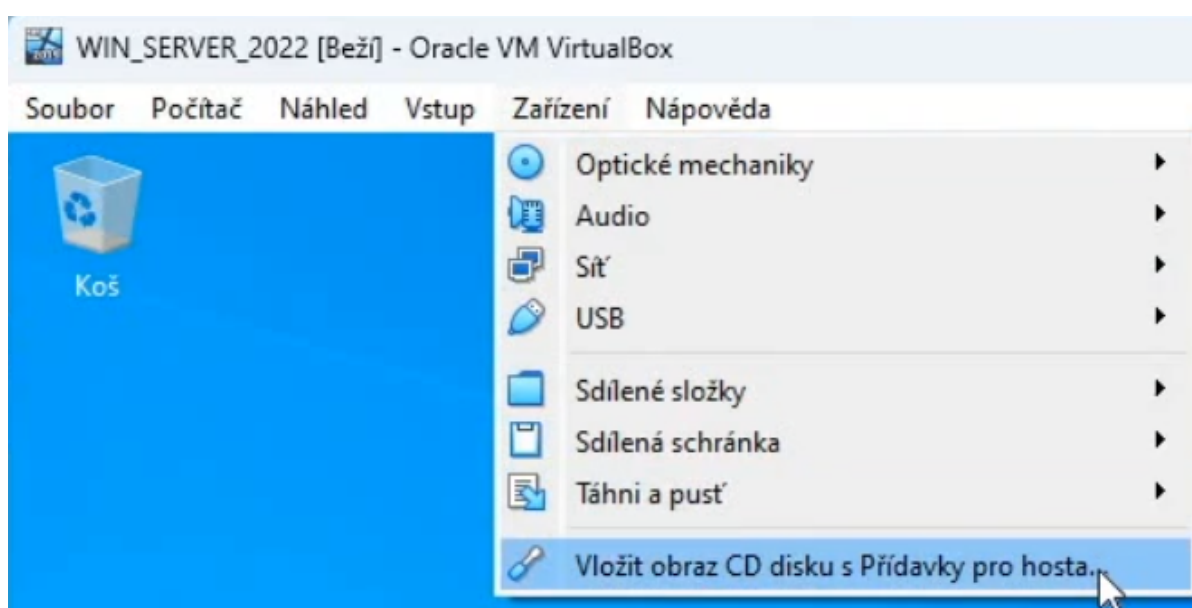 WIN_SERVER_2022 [Beží] - Oracle VM VirtualBox
Soubor Počítač Náhled Vstup Zařízení Nápověda
Koš
Optické mechaniky
Audio
Síť
USB
Sdílené složky
Sdílená schránka
Táhni a pusť
Vložit obraz CD disku s Přídavky pro hosta...